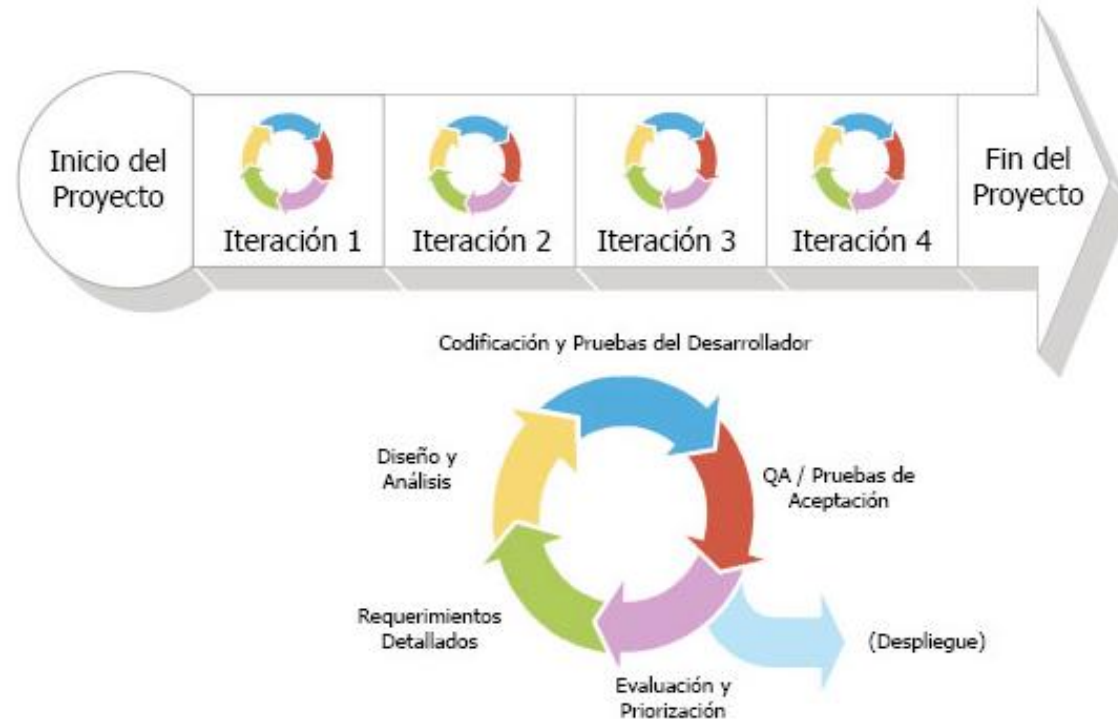 Inicio del
Proyecto
Iteración 1
Iteración 2
Iteración 3
Iteración 4
Fin del
Proyecto
Codificación y Pruebas del Desarrollador
Diseño y
Análisis
QA / Pruebas de
Aceptación
Requerimientos
Detallados
(Despliegue)
Evaluación y
Priorización